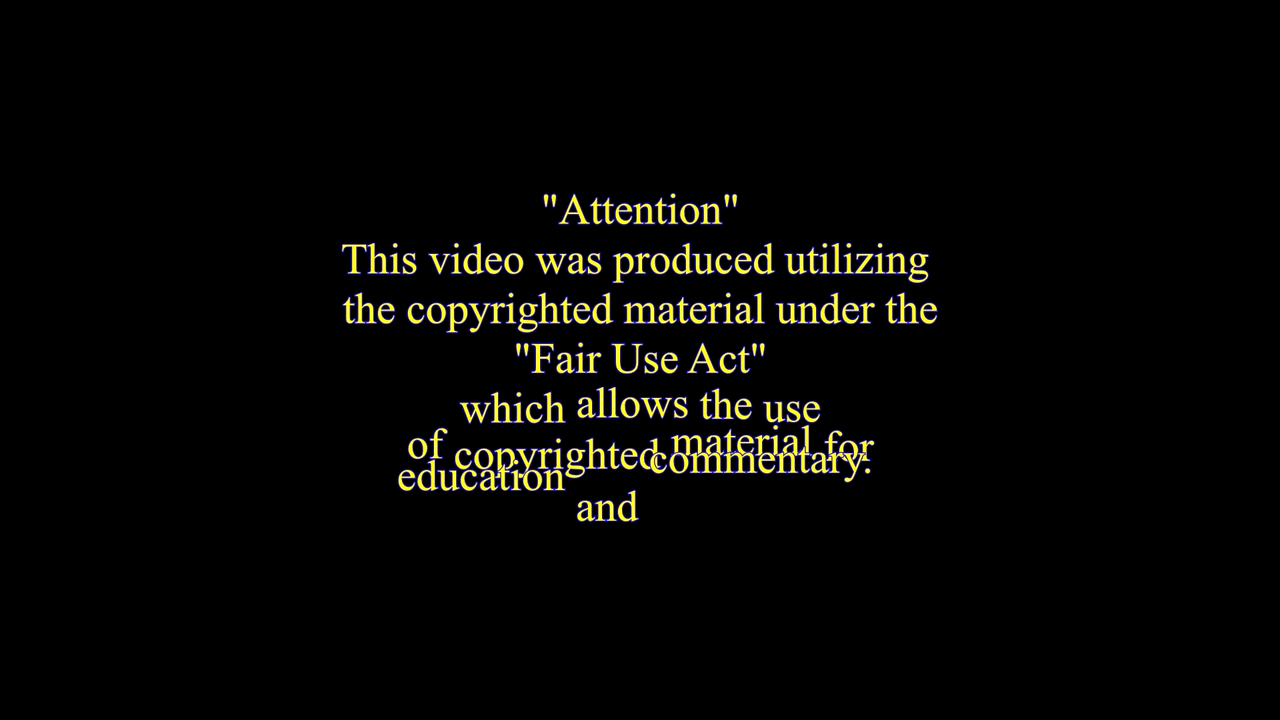 "Attention"
This video was produced utilizing
the copyrighted material under the
"Fair Use Act"
which allows the use
of copyrighted material for
education and commentary.